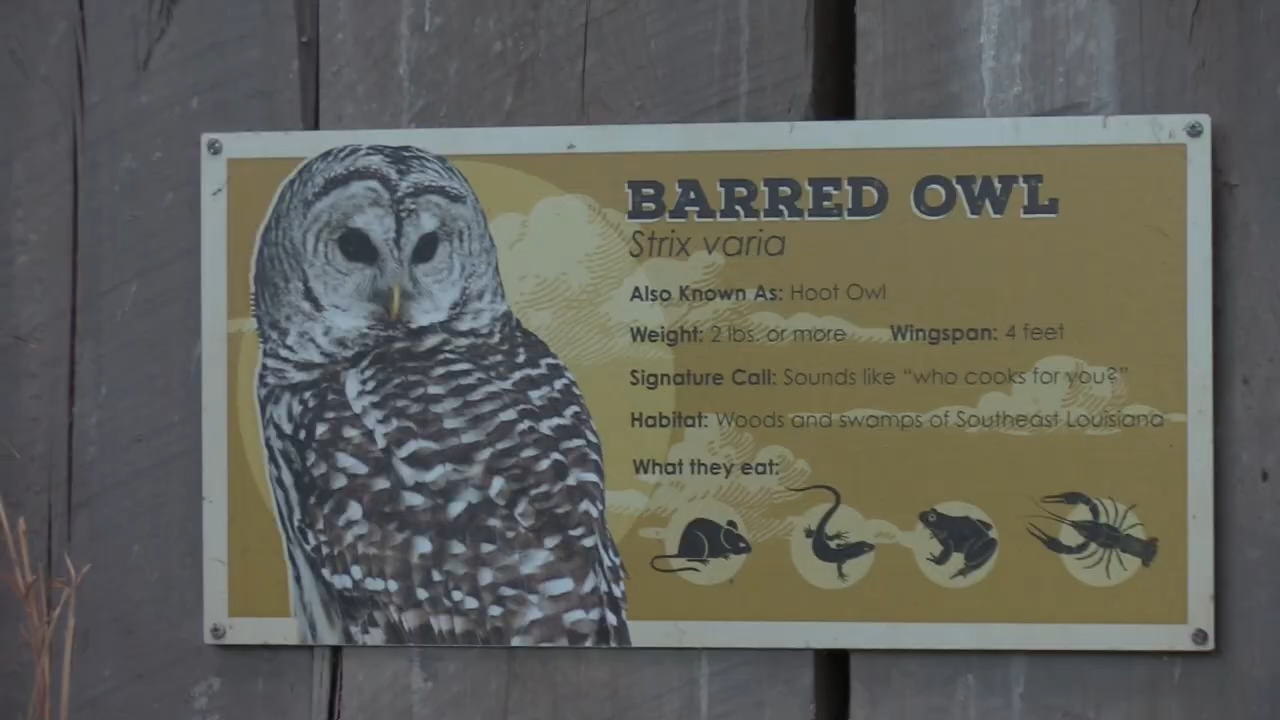 BARRED OWL
Strix varia
Also Known As: Hoot Owl
Weight: 2 lbs. or more Wingspan: 4 feet
Signature Call: Sounds like “who cooks for you?”
Habitat: Woods and swamps of Southeast Louisiana
What they eat: